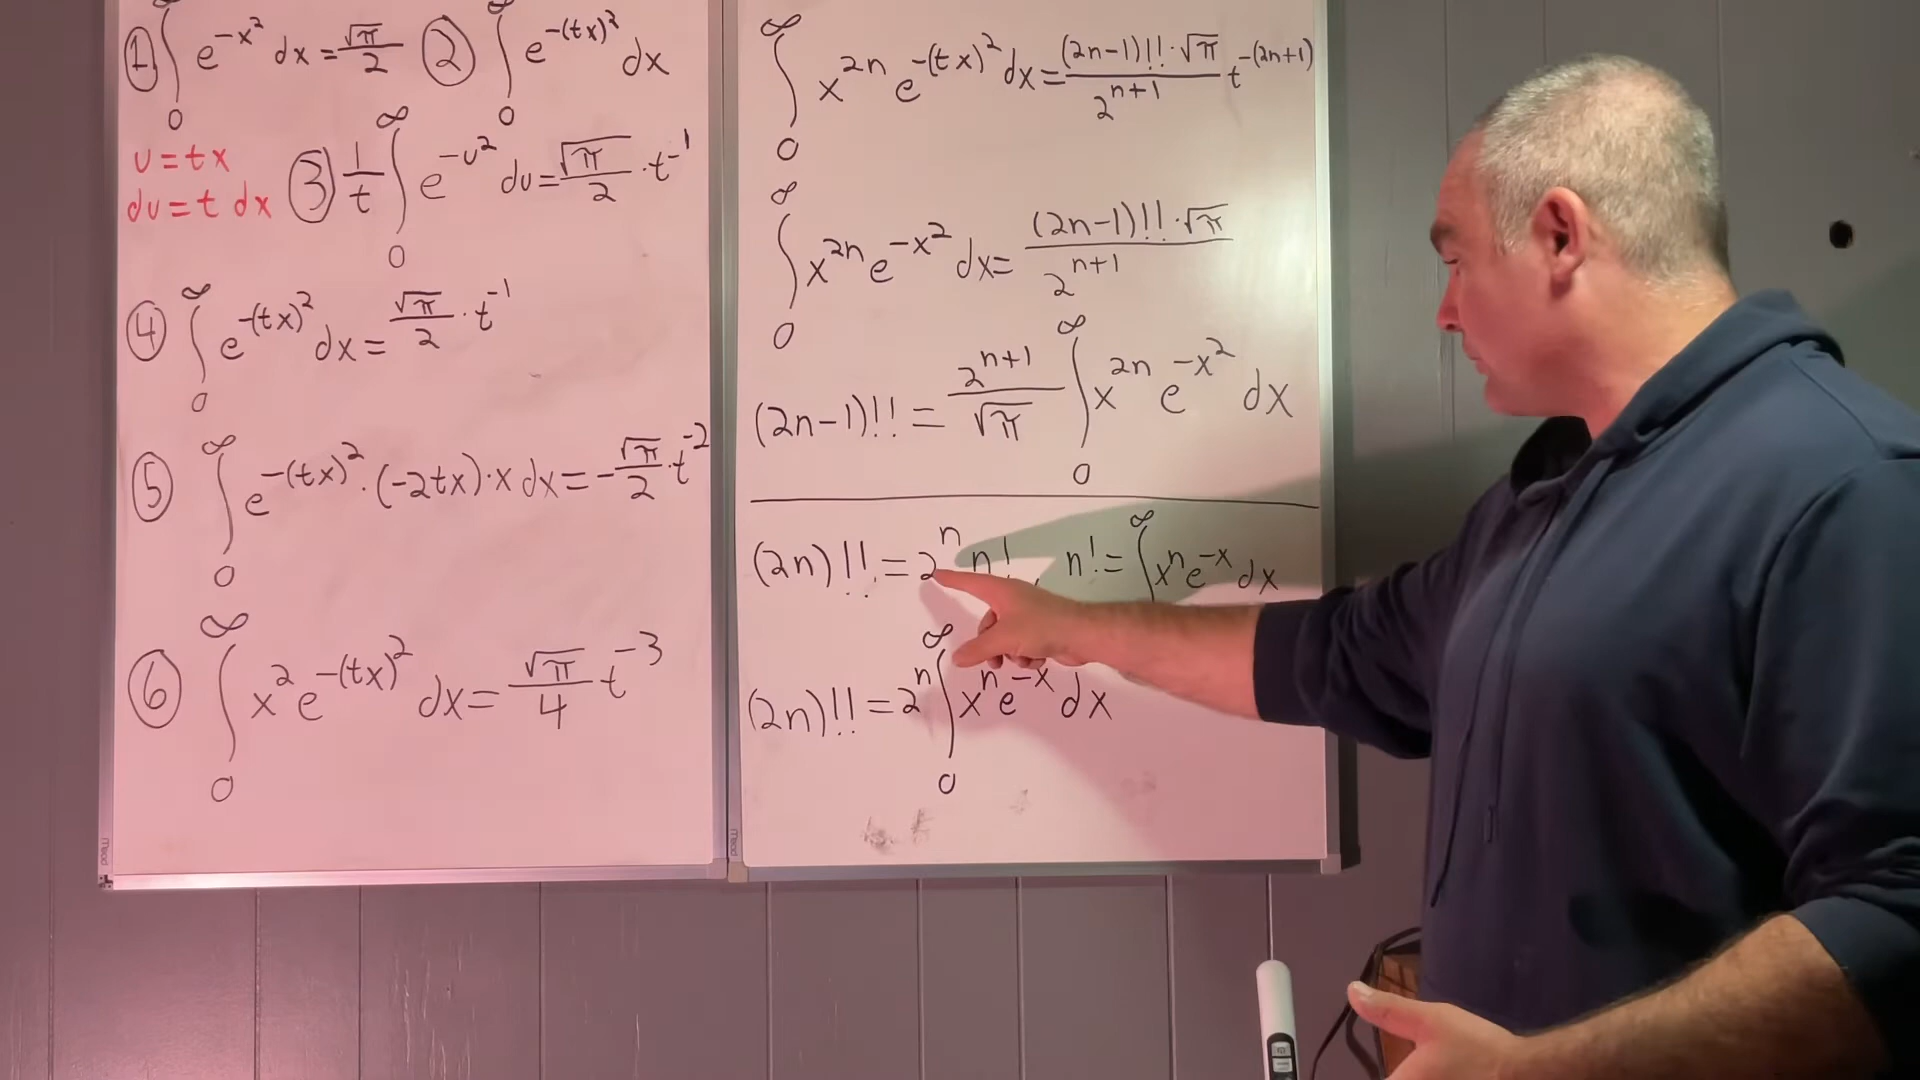 ① ∫₀^∞ e^{-x²} dx = √π/2 ② ∫₀^∞ e^{-(tx)²} dx
u = tx
du = t dx
③ 1/t ∫₀^∞ e^{-u²} du = √π/2 · t^{-1}
④ ∫₀^∞ e^{-(tx)²} dx = √π/2 · t^{-1}
⑤ ∫₀^∞ e^{-(tx)²} · (-2tx) · x dx = -√π/2 · t^{-2}
⑥ ∫₀^∞ x² e^{-(tx)²} dx = √π/4 t^{-3}
∫₀^∞ x^{2n} e^{-(tx)²} dx = (2n-1)!! · √π / 2^{n+1} t^{-(2n+1)}
∫₀^∞ x^{2n} e^{-x²} dx = (2n-1)!! · √π / 2^{n+1}
(2n-1)!! = 2^{n+1}/√π ∫₀^∞ x^{2n} e^{-x²} dx
(2n)!! = 2^n n!, n! = ∫^∞ x^n e^{-x} dx
(2n)!! = 2^n ∫₀^∞ x^n e^{-x} dx
Mead
Mead